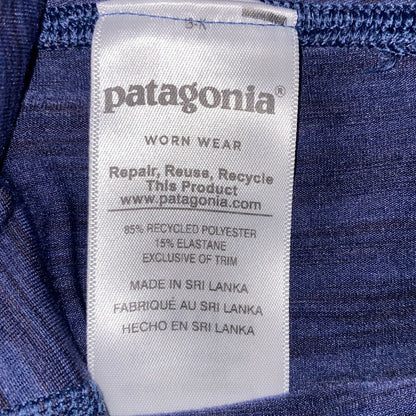 patagonia®
WORN WEAR
Repair, Reuse, Recycle
This Product
www.patagonia.com
85% RECYCLED POLYESTER
15% ELASTANE
EXCLUSIVE OF TRIM
MADE IN SRI LANKA
FABRIQUÉ AU SRI LANKA
HECHO EN SRI LANKA